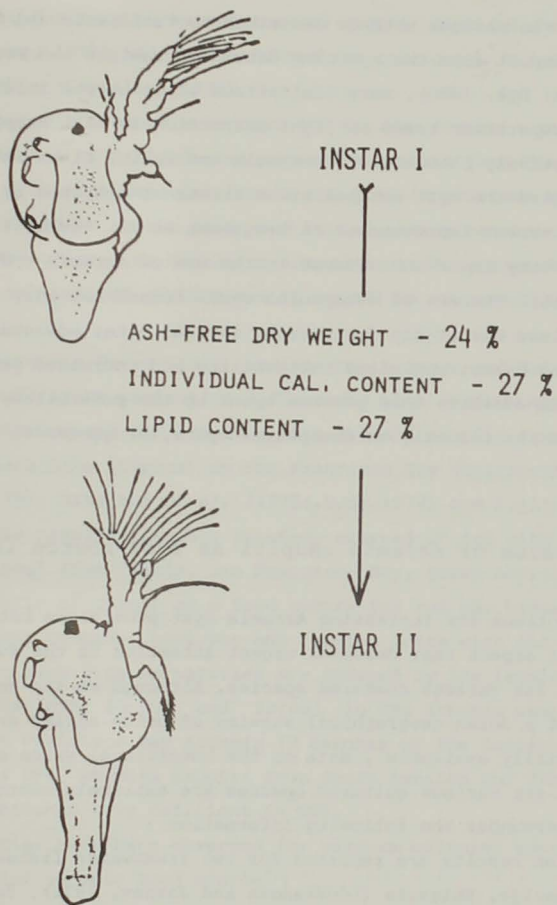 INSTAR I
ASH-FREE DRY WEIGHT - 24 %
INDIVIDUAL CAL. CONTENT - 27 %
LIPID CONTENT - 27 %
INSTAR II